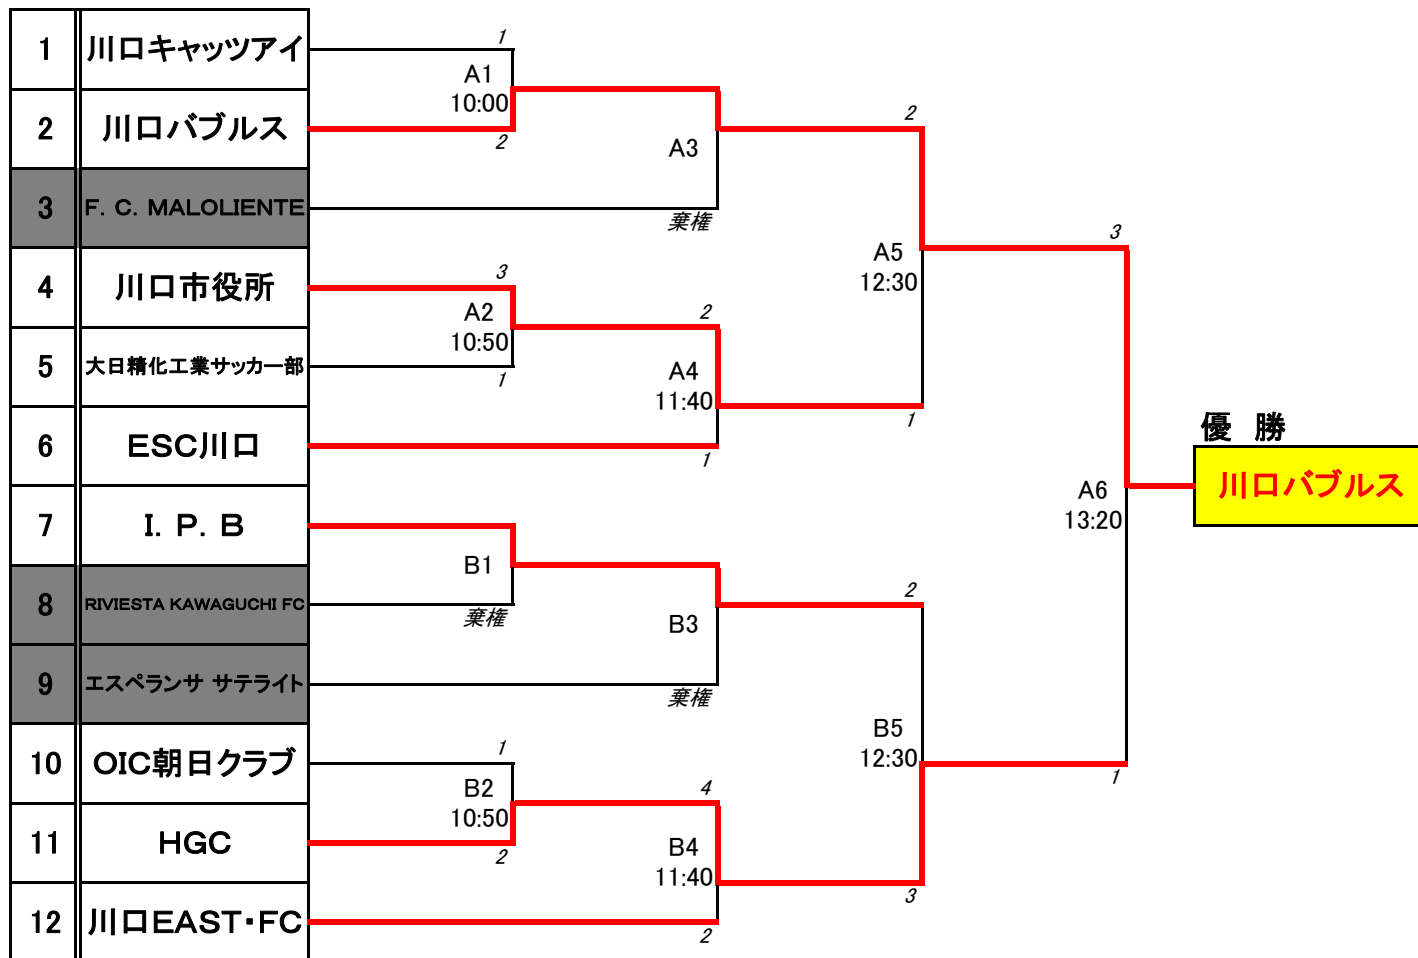 1 川口キャッツアイ
2 川口バブルス
3 F. C. MALOLIENTE
4 川口市役所
5 大日精化工業サッカー部
6 ESC川口
7 I. P. B
8 RIVIESTA KAWAGUCHI FC
9 エスペランサ サテライト
10 OIC朝日クラブ
11 HGC
12 川口EAST・FC
1
A1
10:00
2
3
A2
10:50
1
B1
棄権
1
B2
10:50
2
A3
棄権
2
A4
11:40
1
B3
棄権
4
B4
11:40
2
2
A5
12:30
1
2
B5
12:30
3
3
A6
13:20
1
優 勝
川口バブルス